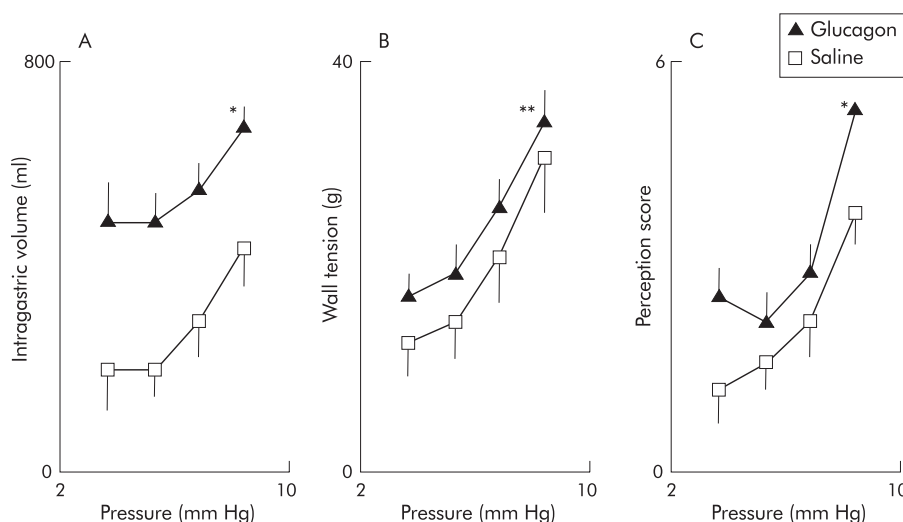 A
B
C
▲ Glucagon
□ Saline
800
40
6
*
**
*
Intragastric volume (ml)
Wall tension (g)
Perception score
0
0
0
2
10
2
10
2
10
Pressure (mm Hg)
Pressure (mm Hg)
Pressure (mm Hg)